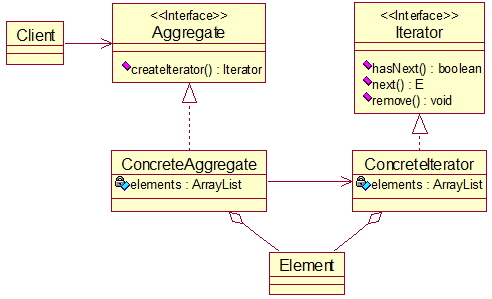 Client
<<Interface>>
Aggregate
createIterator() : Iterator
<<Interface>>
Iterator
hasNext() : boolean
next() : E
remove() : void
ConcreteAggregate
elements : ArrayList
ConcreteIterator
elements : ArrayList
Element